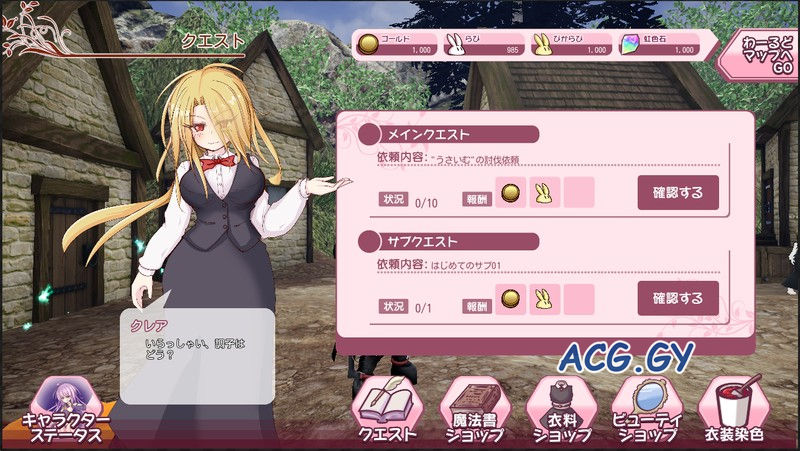 クエスト
ゴールド
1,000
らび
985
ぴからび
1,000
虹色石
1,000
わーるど
マップへ
GO
メインクエスト
依頼内容: "うさいむ"の討伐依頼
状況 0/10 報酬
確認する
サブクエスト
依頼内容: はじめてのサブ01
状況 0/1 報酬
確認する
クレア
いらっしゃい、調子は
どう?
ACG.GY
キャラクター
ステータス
クエスト
魔法書
ショップ
衣料
ショップ
ビューティ
ショップ
衣装染色